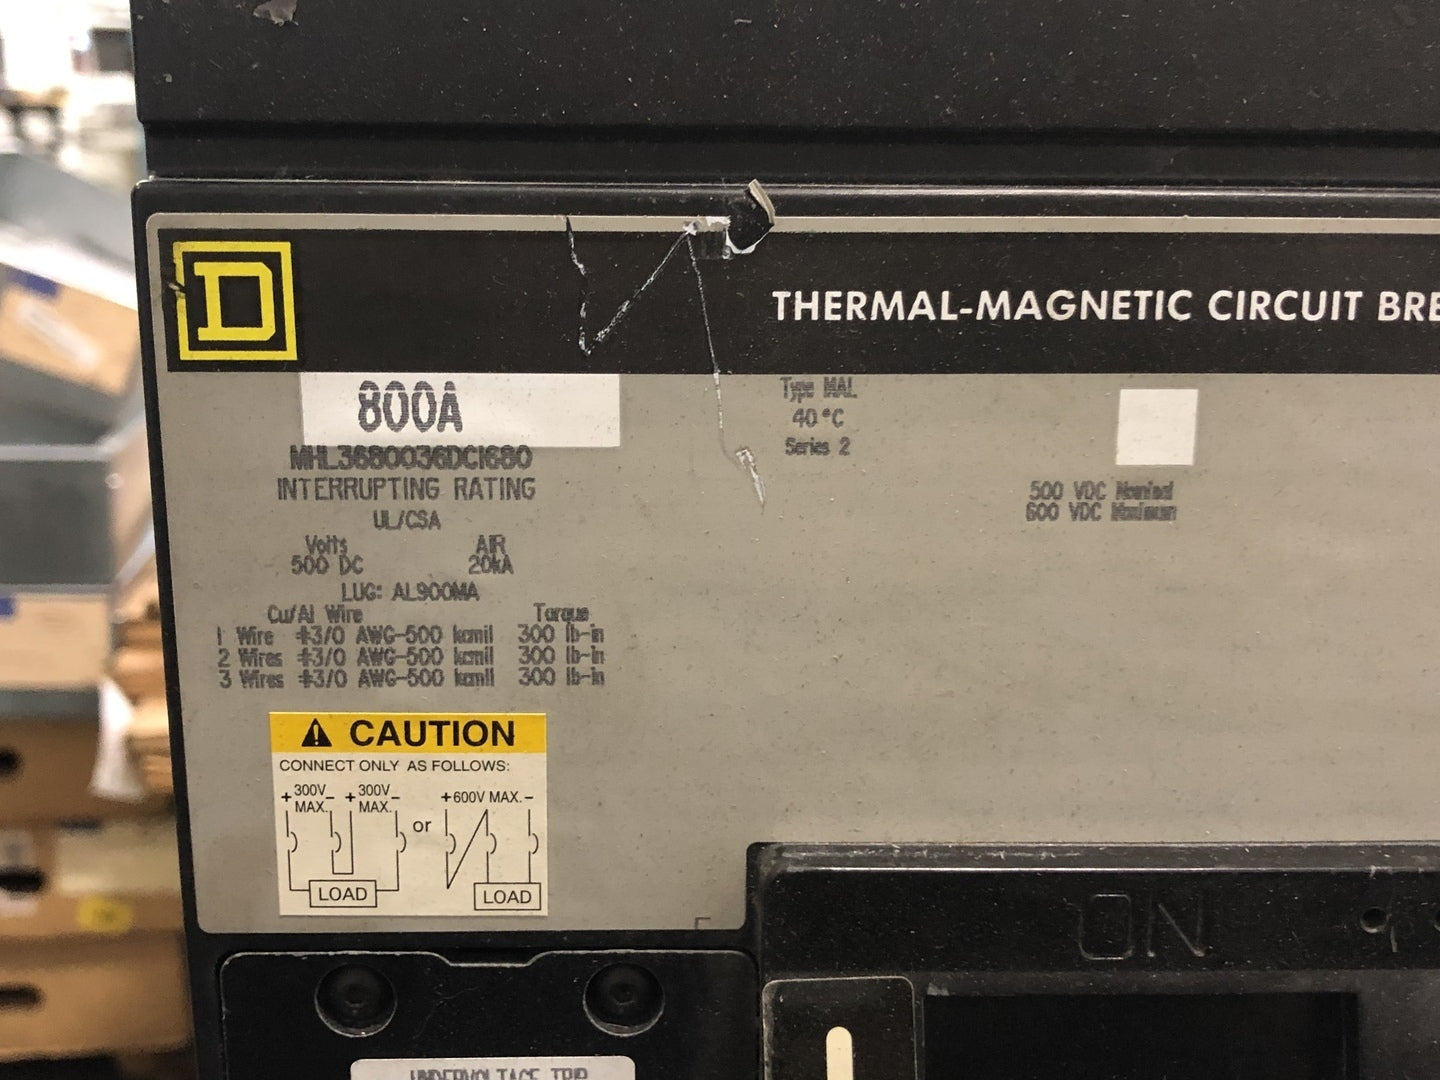 D
THERMAL-MAGNETIC CIRCUIT BRE
800A
MHL3680036DC1680
INTERRUPTING RATING
UL/CSA
Volts AIR
500 DC 20kA
LUG: AL900MA
Cu/Al Wire Torque
1 Wire #3/0 AWG-500 kcmil 300 lb-in
2 Wires #3/0 AWG-500 kcmil 300 lb-in
3 Wires #3/0 AWG-500 kcmil 300 lb-in
Type MAL
40°C
Series 2
500 VDC Nominal
600 VDC Maximum
CAUTION
CONNECT ONLY AS FOLLOWS:
+ 300V - + 300V - + 600V MAX. -
MAX. MAX.
or
LOAD LOAD
ON
UNDERVOLTAGE TRIP